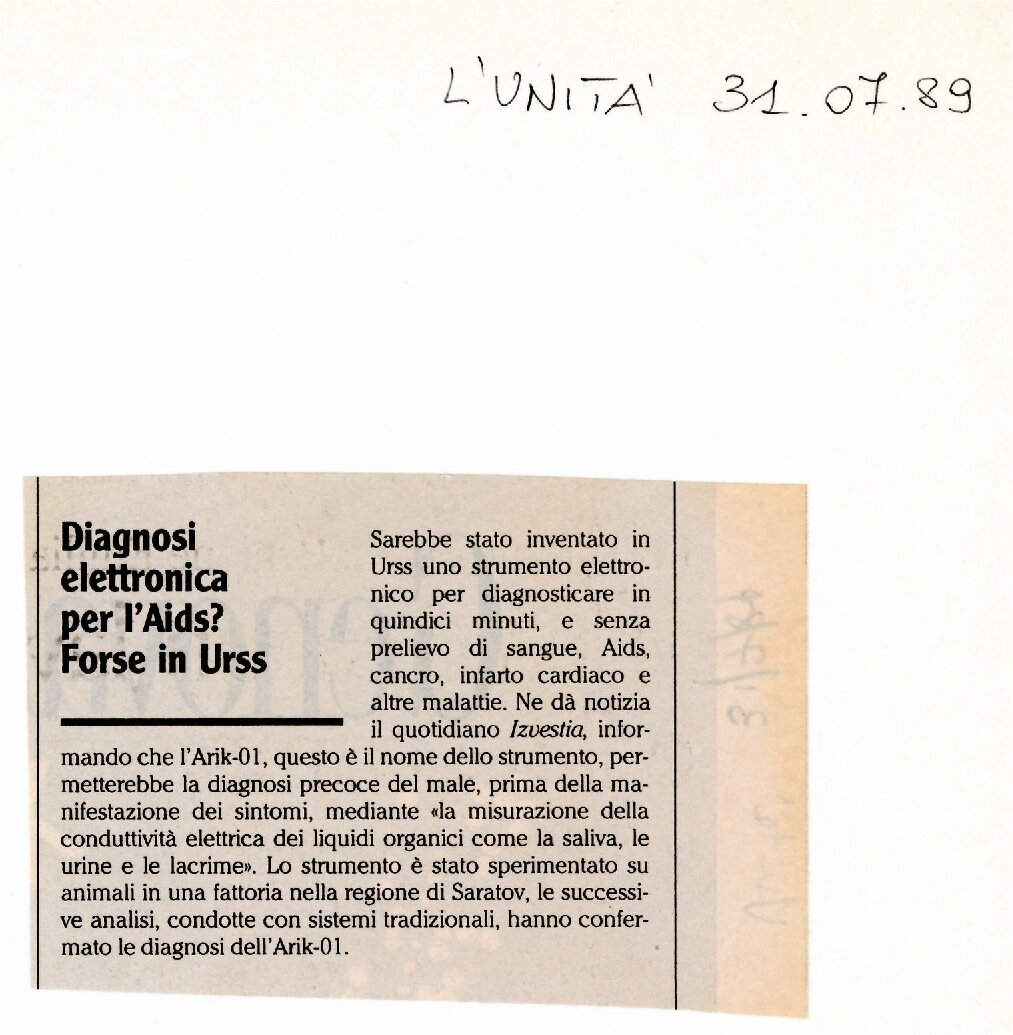 L'UNITA' 31.07.89
Diagnosi
elettronica
per l'Aids?
Forse in Urss
Sarebbe stato inventato in
Urss uno strumento elettro-
nico per diagnosticare in
quindici minuti, e senza
prelievo di sangue, Aids,
cancro, infarto cardiaco e
altre malattie. Ne dà notizia
il quotidiano Izvestia, infor-
mando che l'Arik-01, questo è il nome dello strumento, per-
metterebbe la diagnosi precoce del male, prima della ma-
nifestazione dei sintomi, mediante «la misurazione della
conduttività elettrica dei liquidi organici come la saliva, le
urine e le lacrime». Lo strumento è stato sperimentato su
animali in una fattoria nella regione di Saratov, le successi-
ve analisi, condotte con sistemi tradizionali, hanno confer-
mato le diagnosi dell'Arik-01.